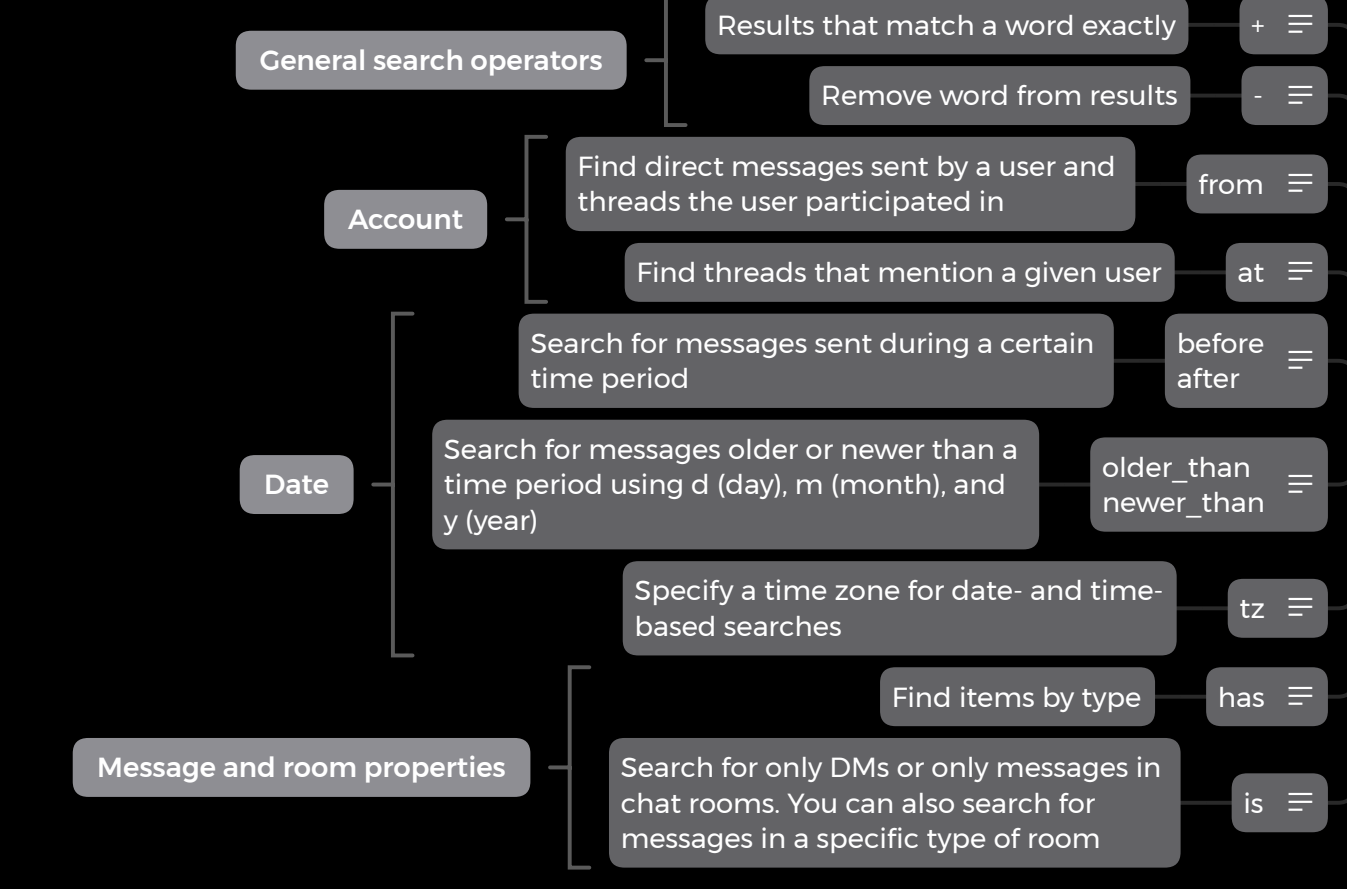 General search operators
Results that match a word exactly
+
Remove word from results
-
Account
Find direct messages sent by a user and
threads the user participated in
from
Find threads that mention a given user
at
Date
Search for messages sent during a certain
time period
before
after
Search for messages older or newer than a
time period using d (day), m (month), and
y (year)
older_than
newer_than
Specify a time zone for date- and time-
based searches
tz
Message and room properties
Find items by type
has
Search for only DMs or only messages in
chat rooms. You can also search for
messages in a specific type of room
is